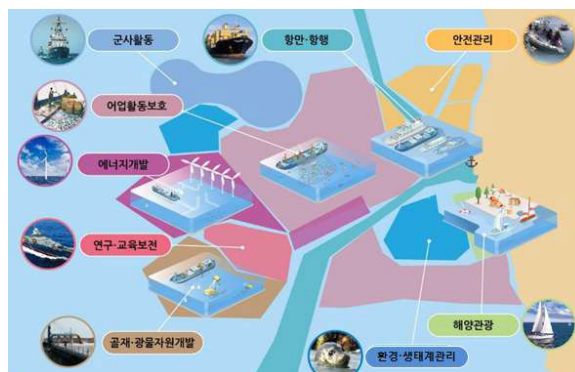 군사활동
항만·항행
안전관리
어업활동보호
에너지개발
연구·교육보전
골재·광물자원개발
해양관광
환경·생태계관리